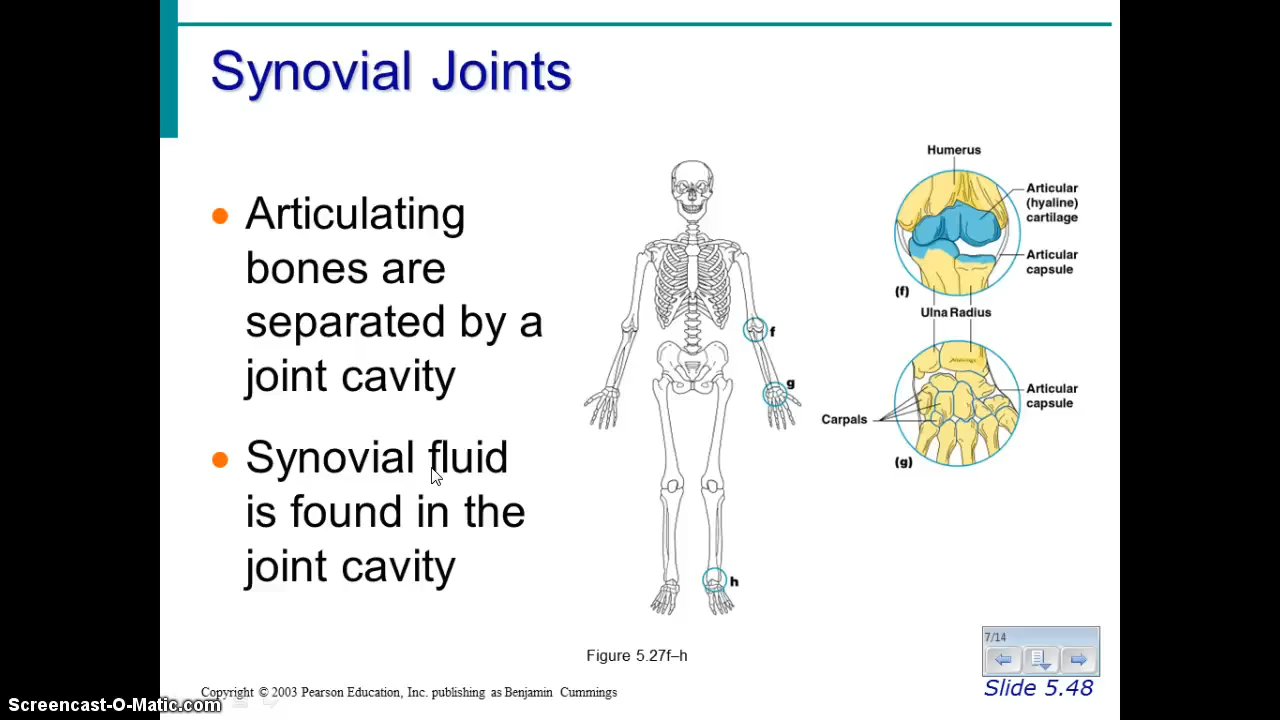 Synovial Joints
Articulating
bones are
separated by a
joint cavity
Synovial fluid
is found in the
joint cavity
f
g
h
Humerus
Articular
(hyaline)
cartilage
Articular
capsule
(f)
Ulna Radius
Articular
capsule
Carpals
(g)
Figure 5.27f–h
7/14
Slide 5.48
Copyright © 2003 Pearson Education, Inc. publishing as Benjamin Cummings
Screencast-O-Matic.com